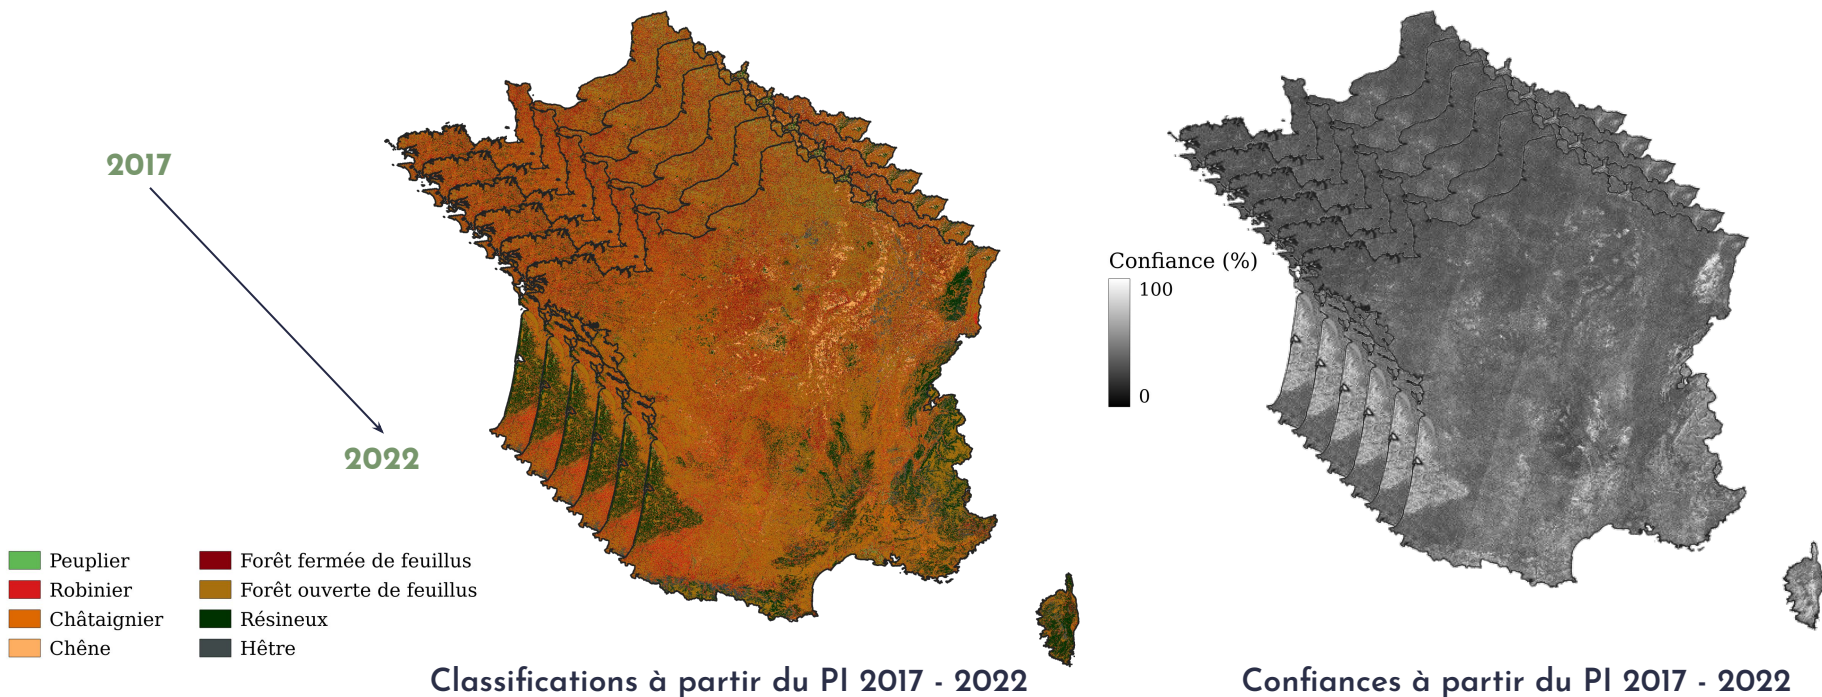 2017
2022
Peuplier
Robinier
Châtaignier
Chêne
Forêt fermée de feuillus
Forêt ouverte de feuillus
Résineux
Hêtre
Classifications à partir du PI 2017 - 2022
Confiance (%)
100
0
Confiances à partir du PI 2017 - 2022